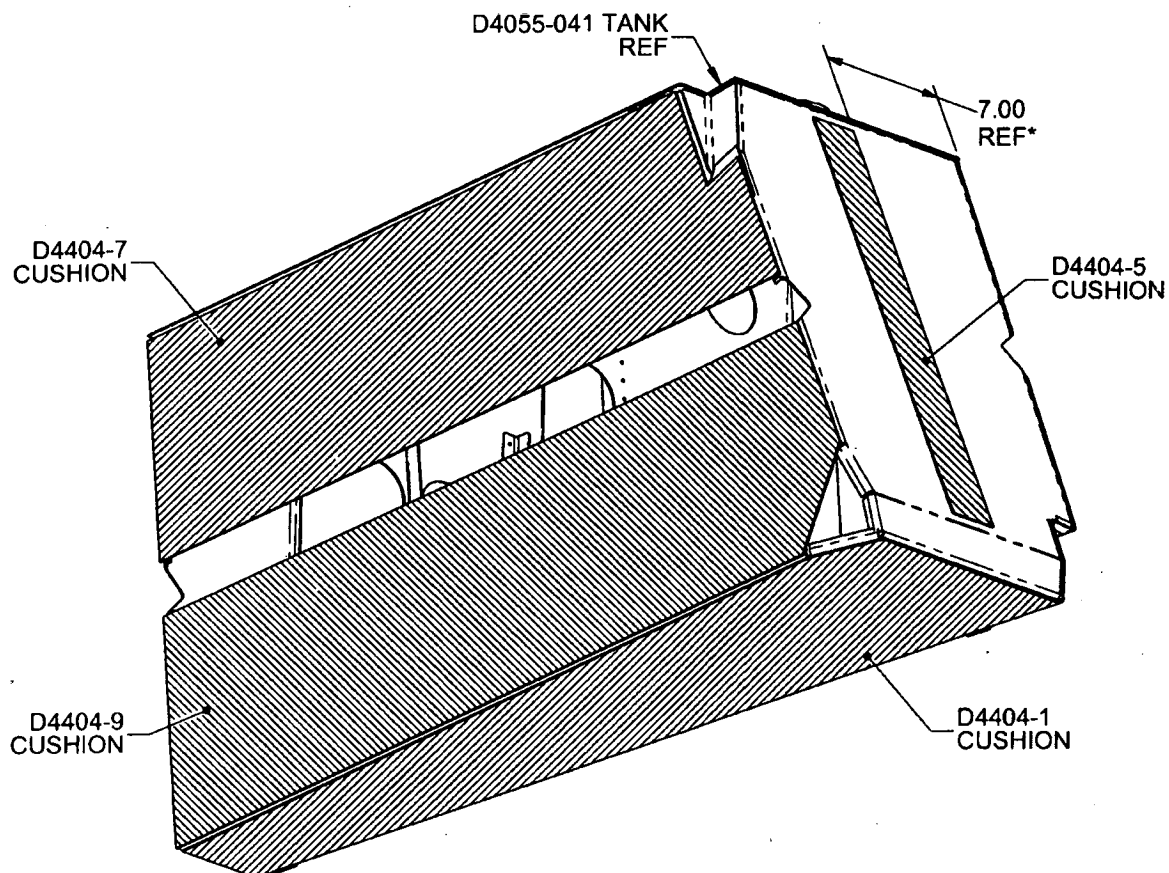 D4055-041 TANK
REF
7.00
REF*
D4404-7
CUSHION
D4404-5
CUSHION
D4404-9
CUSHION
D4404-1
CUSHION